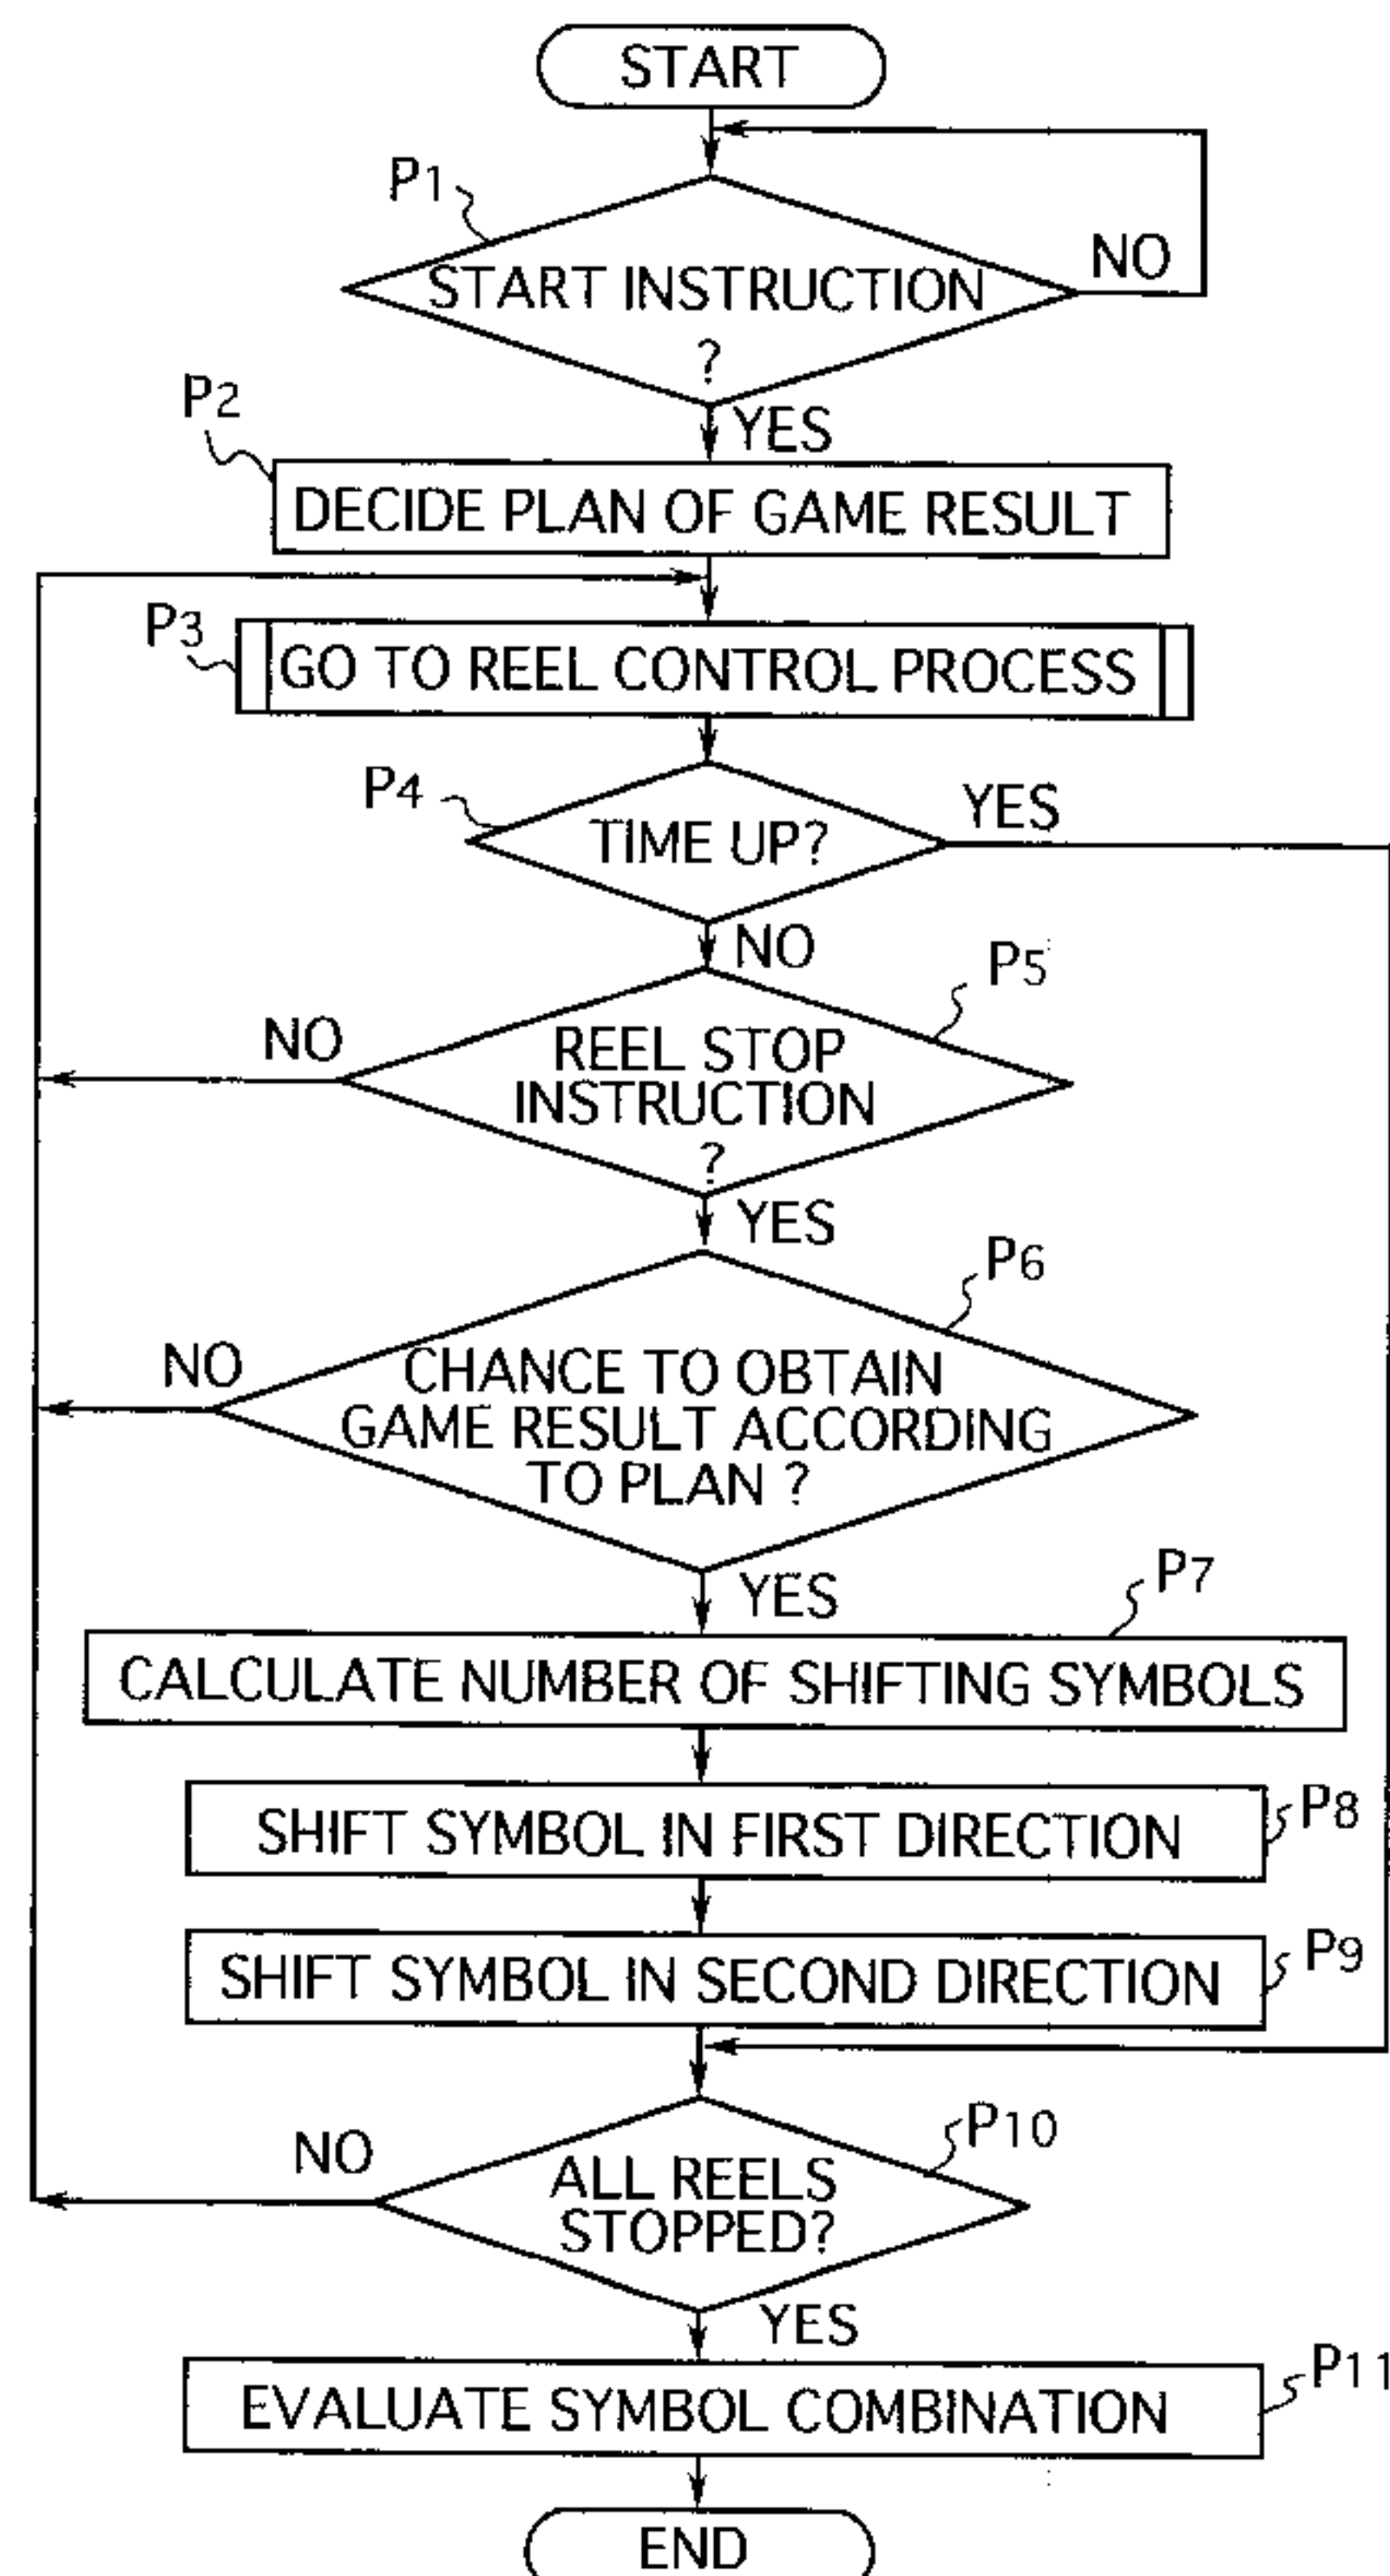 START
P1
START INSTRUCTION
?
NO
YES
P2
DECIDE PLAN OF GAME RESULT
P3
GO TO REEL CONTROL PROCESS
P4
TIME UP?
YES
NO
P5
REEL STOP
INSTRUCTION
?
NO
YES
P6
CHANCE TO OBTAIN
GAME RESULT ACCORDING
TO PLAN ?
NO
YES
P7
CALCULATE NUMBER OF SHIFTING SYMBOLS
SHIFT SYMBOL IN FIRST DIRECTION
P8
SHIFT SYMBOL IN SECOND DIRECTION
P9
P10
ALL REELS
STOPPED?
NO
YES
EVALUATE SYMBOL COMBINATION
P11
END